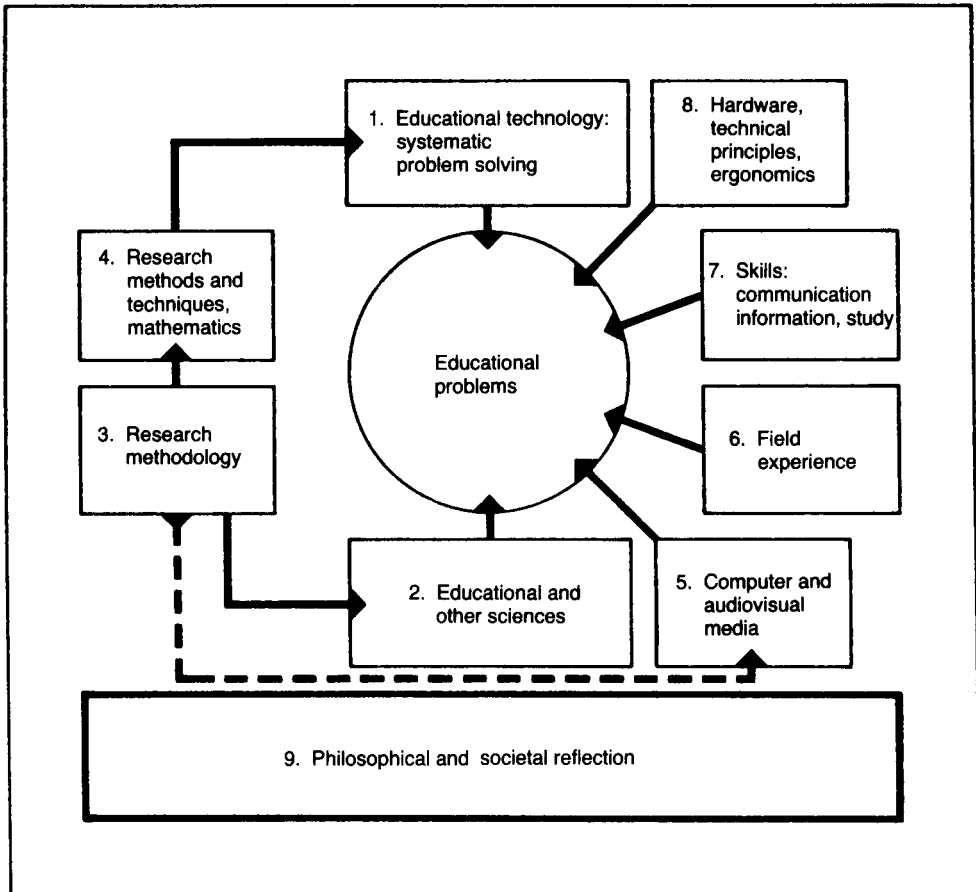 1. Educational technology:
systematic
problem solving
8. Hardware,
technical
principles,
ergonomics
4. Research
methods and
techniques,
mathematics
7. Skills:
communication
information, study
Educational
problems
3. Research
methodology
6. Field
experience
2. Educational and
other sciences
5. Computer and
audiovisual
media
9. Philosophical and societal reflection